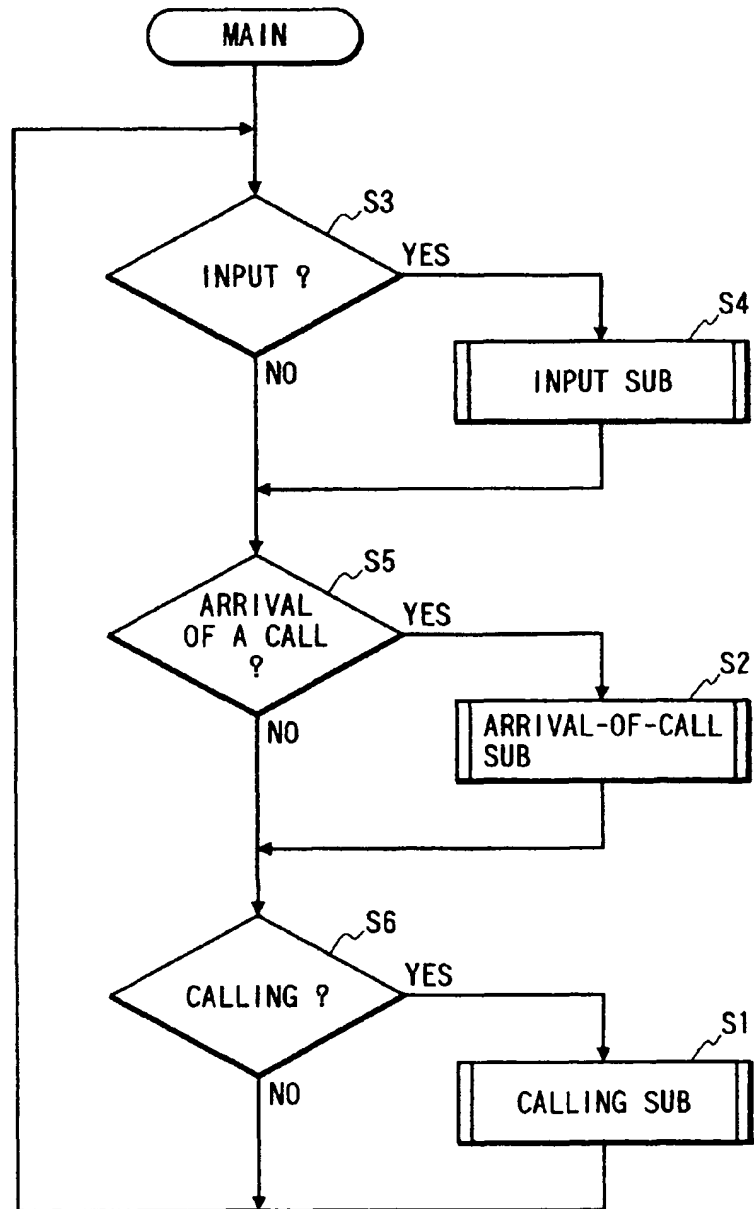 MAIN
S3
INPUT ?
YES
NO
S4
INPUT SUB
S5
ARRIVAL
OF A CALL
?
YES
NO
S2
ARRIVAL-OF-CALL
SUB
S6
CALLING ?
YES
NO
S1
CALLING SUB